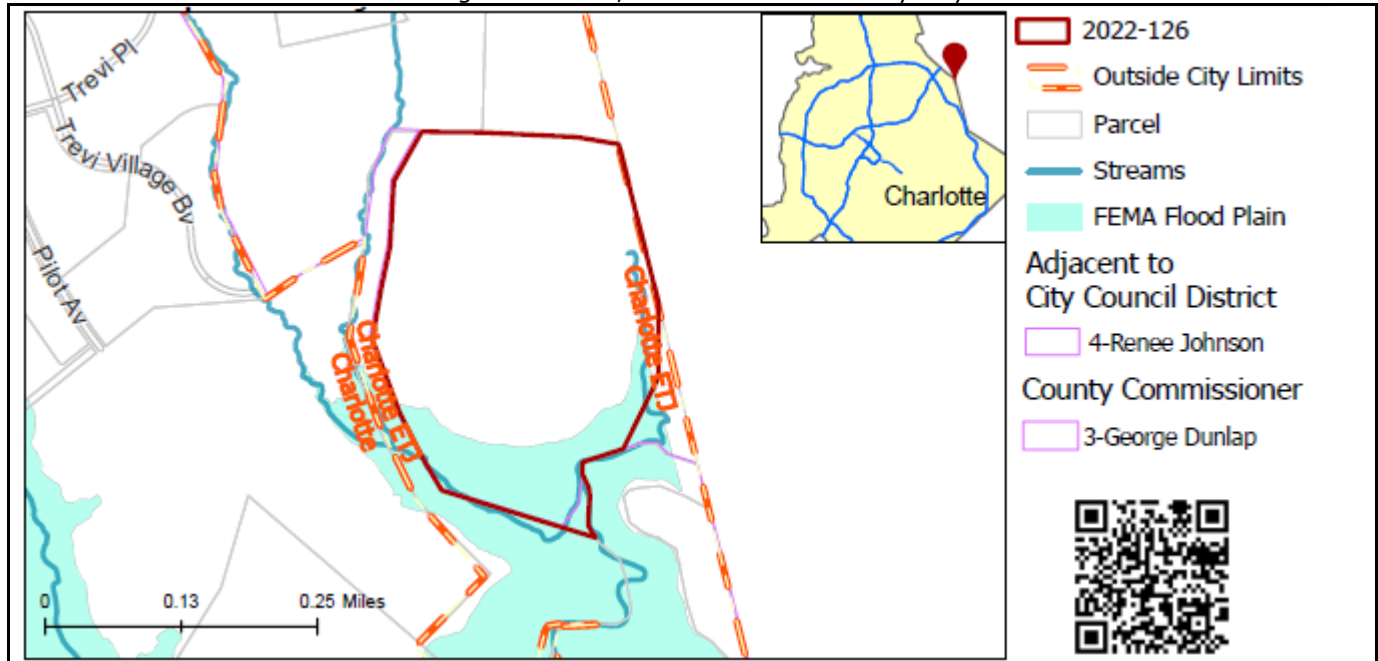 Trevi Pl
Trevi Village Bv
Pilot Av
Charlotte ETJ
Charlotte
Charlotte ETJ
0 0.13 0.25 Miles
Charlotte
2022-126
Outside City Limits
Parcel
Streams
FEMA Flood Plain
Adjacent to
City Council District
4-Renee Johnson
County Commissioner
3-George Dunlap